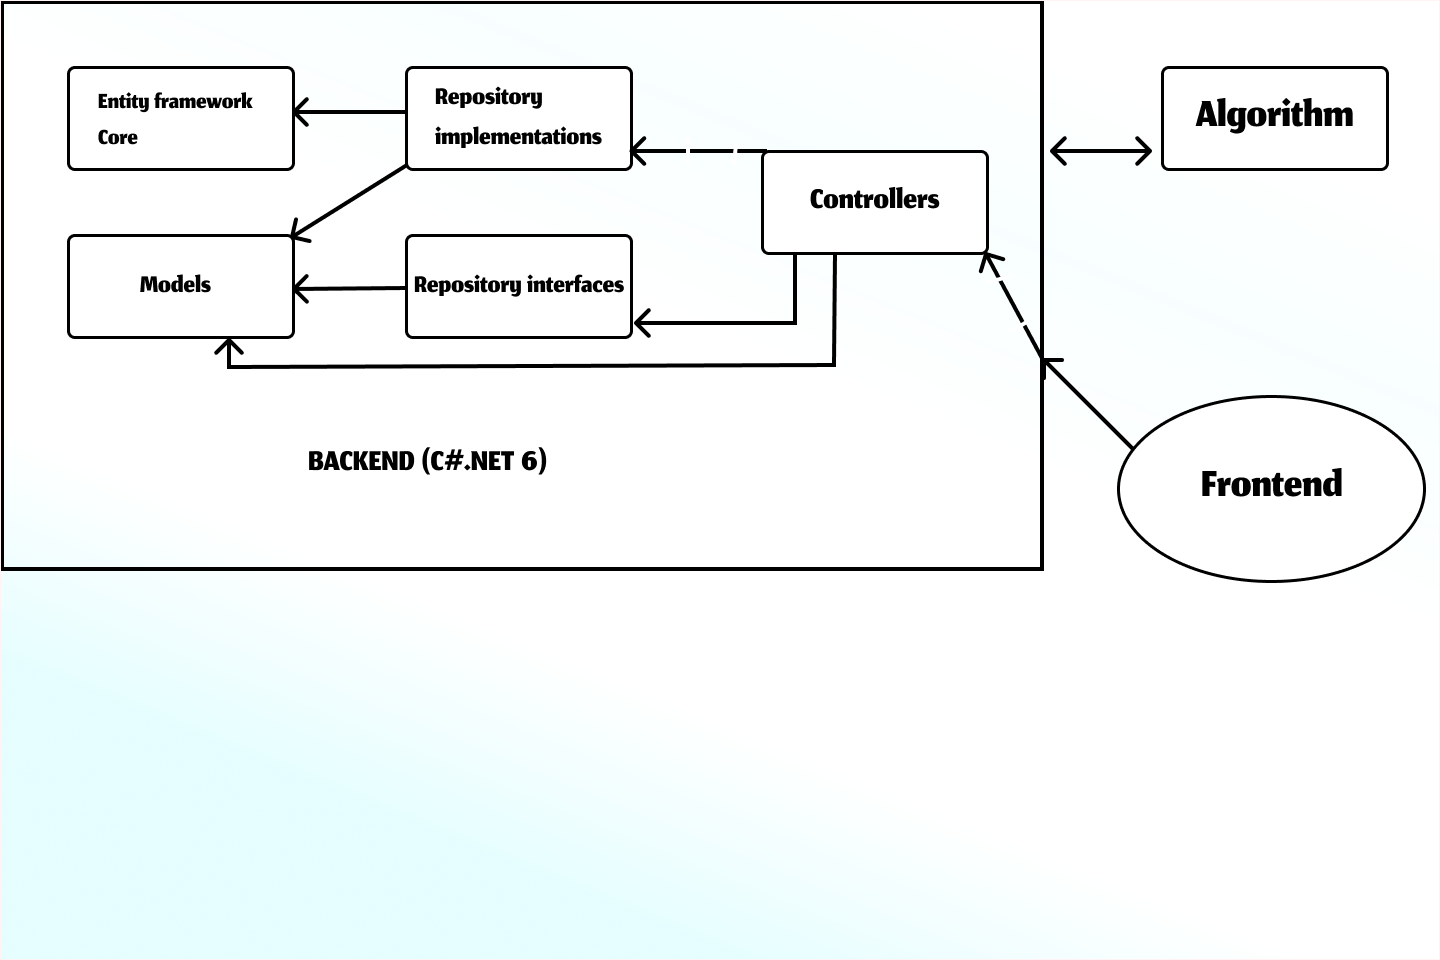 Entity framework
Core
Repository
implementations
Algorithm
Controllers
Models
Repository interfaces
BACKEND (C#.NET 6)
Frontend